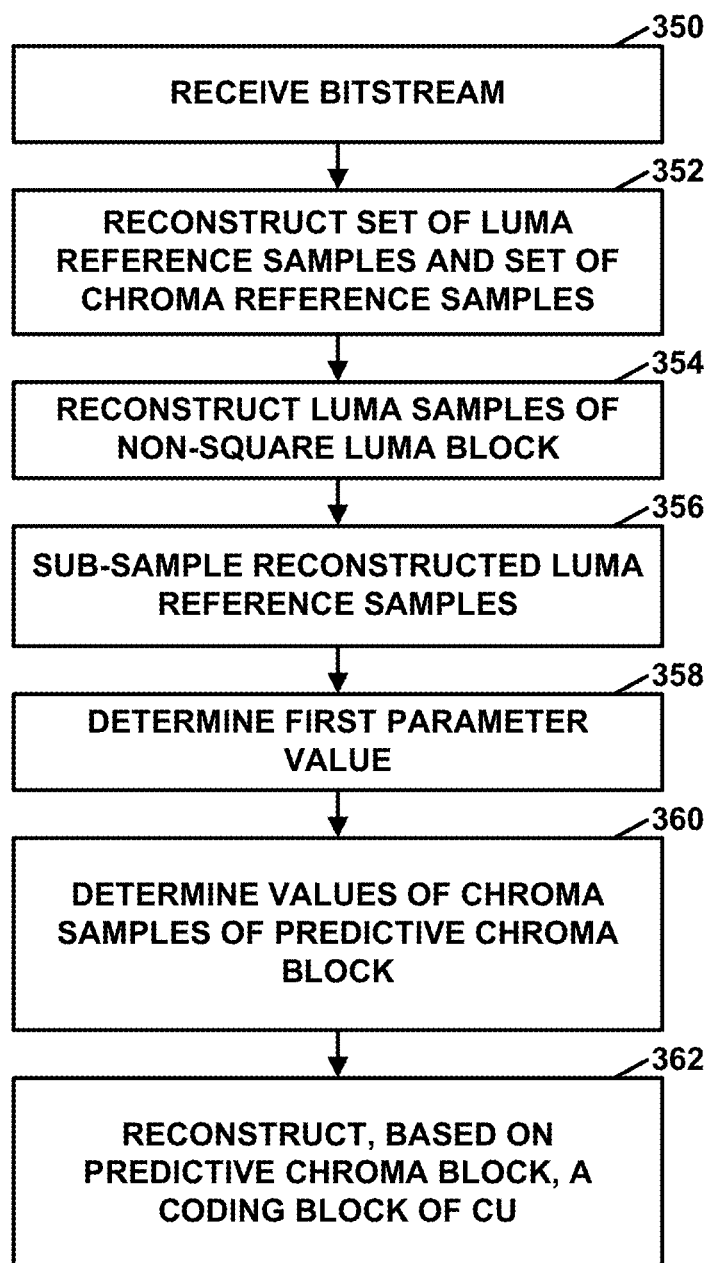 350
RECEIVE BITSTREAM
352
RECONSTRUCT SET OF LUMA
REFERENCE SAMPLES AND SET OF
CHROMA REFERENCE SAMPLES
354
RECONSTRUCT LUMA SAMPLES OF
NON-SQUARE LUMA BLOCK
356
SUB-SAMPLE RECONSTRUCTED LUMA
REFERENCE SAMPLES
358
DETERMINE FIRST PARAMETER
VALUE
360
DETERMINE VALUES OF CHROMA
SAMPLES OF PREDICTIVE CHROMA
BLOCK
362
RECONSTRUCT, BASED ON
PREDICTIVE CHROMA BLOCK, A
CODING BLOCK OF CU